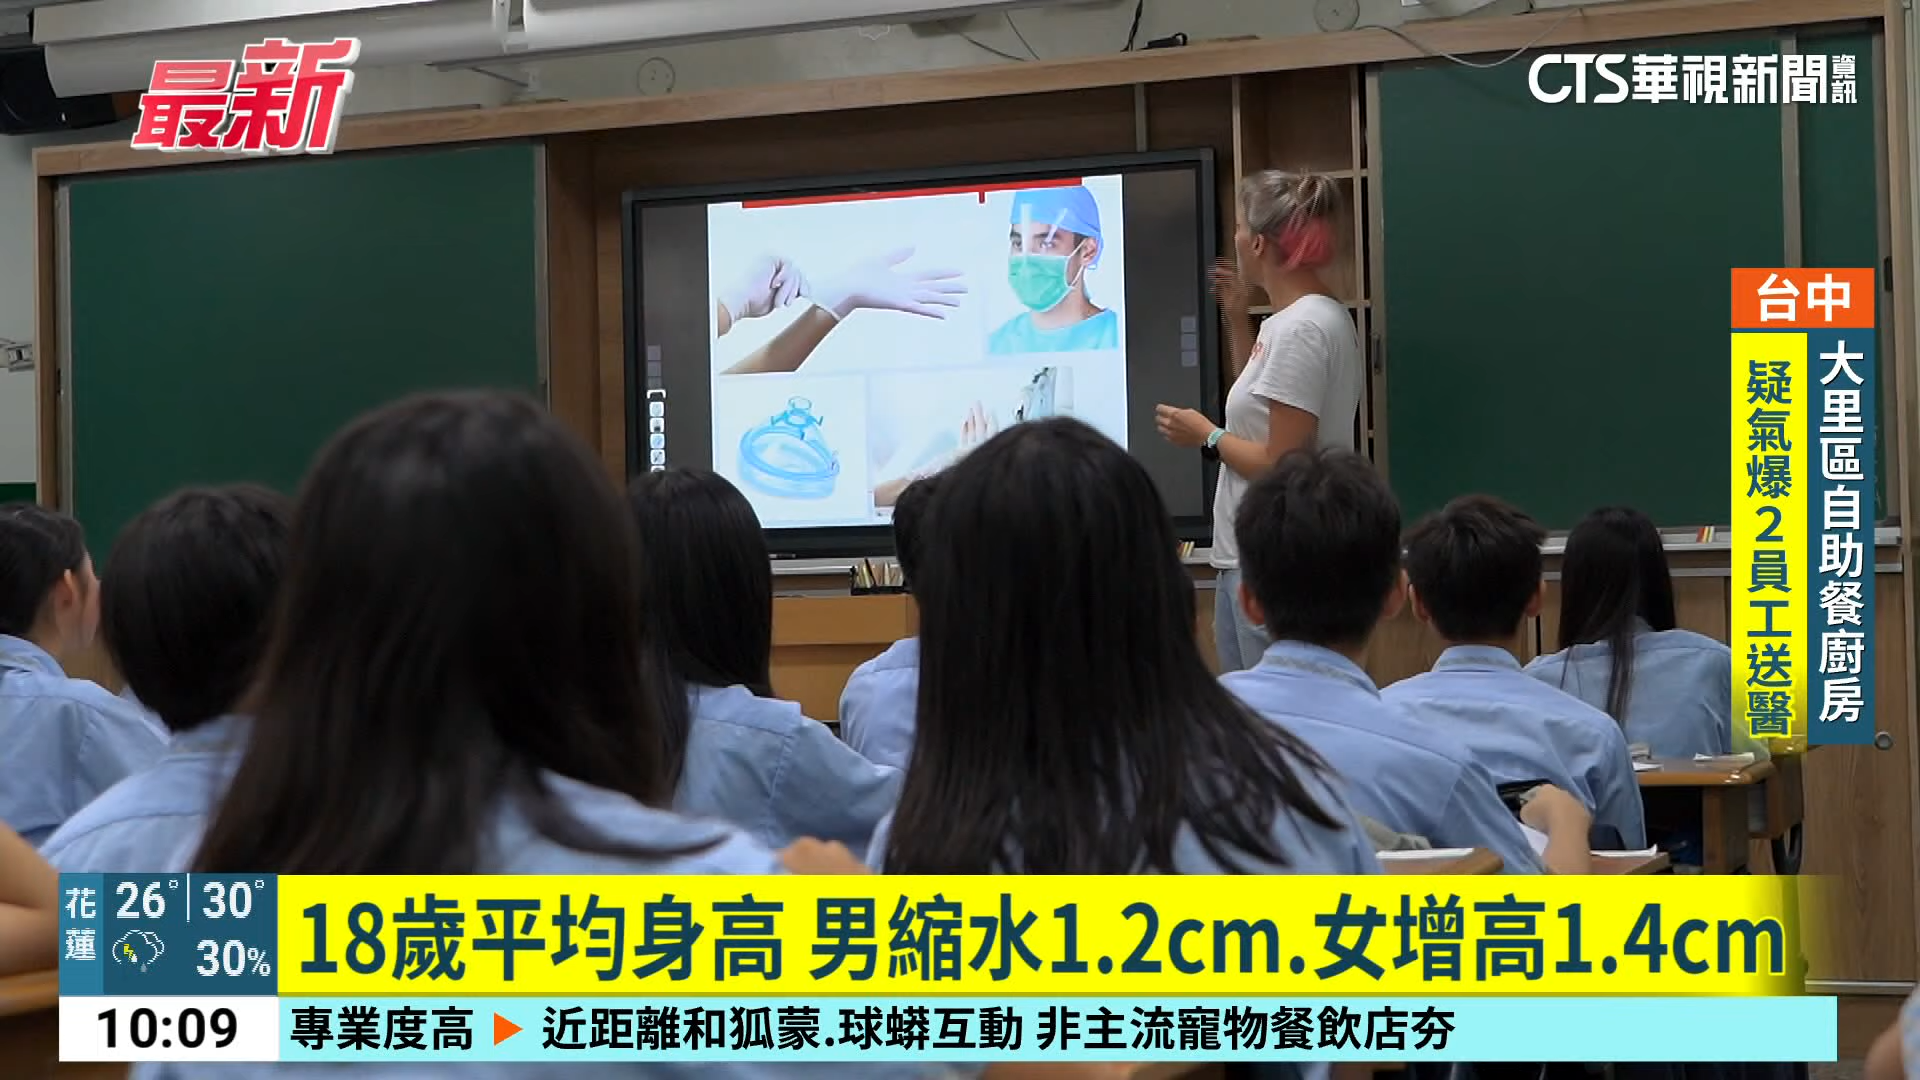 最新
CTS華視新聞資訊
台中
大里區自助餐廚房
疑氣爆2員工送醫
花蓮
26° 30°
30%
18歲平均身高 男縮水1.2cm.女增高1.4cm
10:09
專業度高 ▶ 近距離和狐蒙.球蟒互動 非主流寵物餐飲店夯